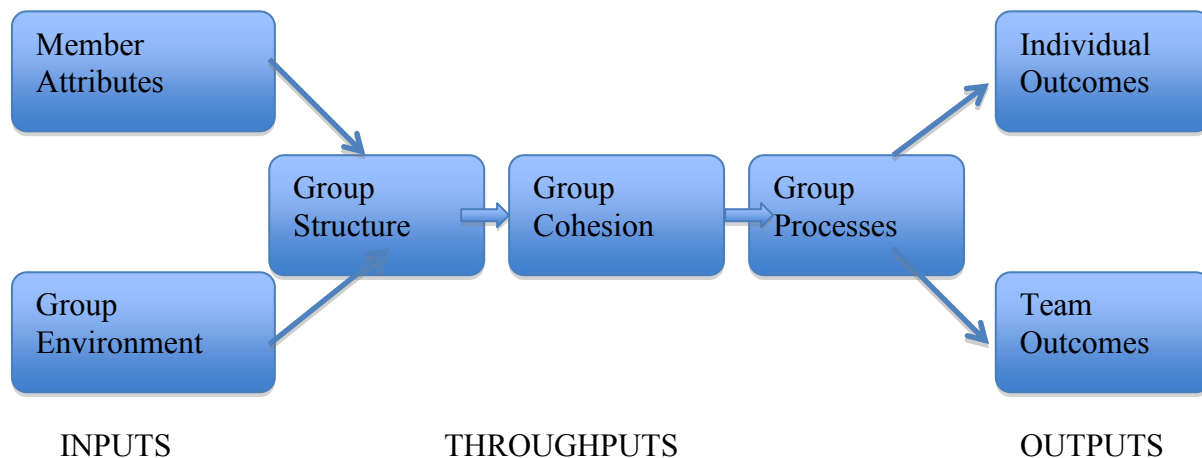 Member
Attributes
Individual
Outcomes
Group
Structure
Group
Cohesion
Group
Processes
Group
Environment
Team
Outcomes
INPUTS
THROUGHPUTS
OUTPUTS